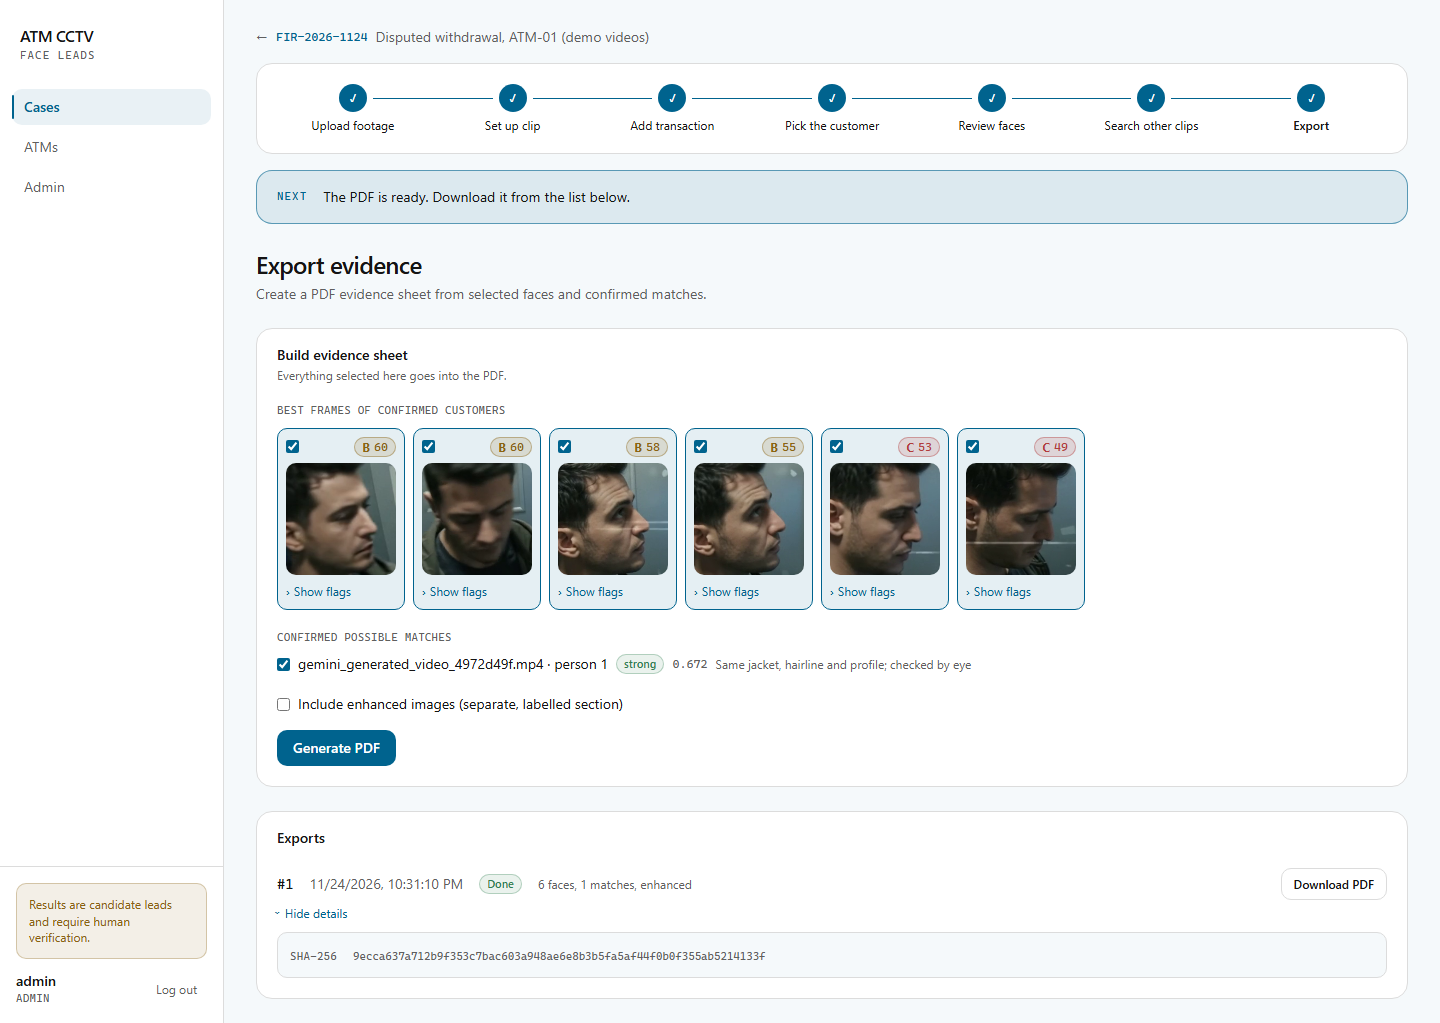 ATM CCTV
FACE LEADS
Cases
ATMs
Admin
Results are candidate leads
and require human
verification.
admin
ADMIN
Log out
← FIR-2026-1124 Disputed withdrawal, ATM-01 (demo videos)
✓ ✓ ✓ ✓ ✓ ✓ ✓
Upload footage Set up clip Add transaction Pick the customer Review faces Search other clips Export
NEXT The PDF is ready. Download it from the list below.
Export evidence
Create a PDF evidence sheet from selected faces and confirmed matches.
Build evidence sheet
Everything selected here goes into the PDF.
BEST FRAMES OF CONFIRMED CUSTOMERS
B 60 B 60 B 58 B 55 C 53 C 49
› Show flags › Show flags › Show flags › Show flags › Show flags › Show flags
CONFIRMED POSSIBLE MATCHES
gemini_generated_video_4972d49f.mp4 · person 1 strong 0.672 Same jacket, hairline and profile; checked by eye
Include enhanced images (separate, labelled section)
Generate PDF
Exports
#1 11/24/2026, 10:31:10 PM Done 6 faces, 1 matches, enhanced Download PDF
Hide details
SHA-256 9ecca637a712b9f353c7bac603a948ae6e8b3b5fa5af44f0b0f355ab5214133f